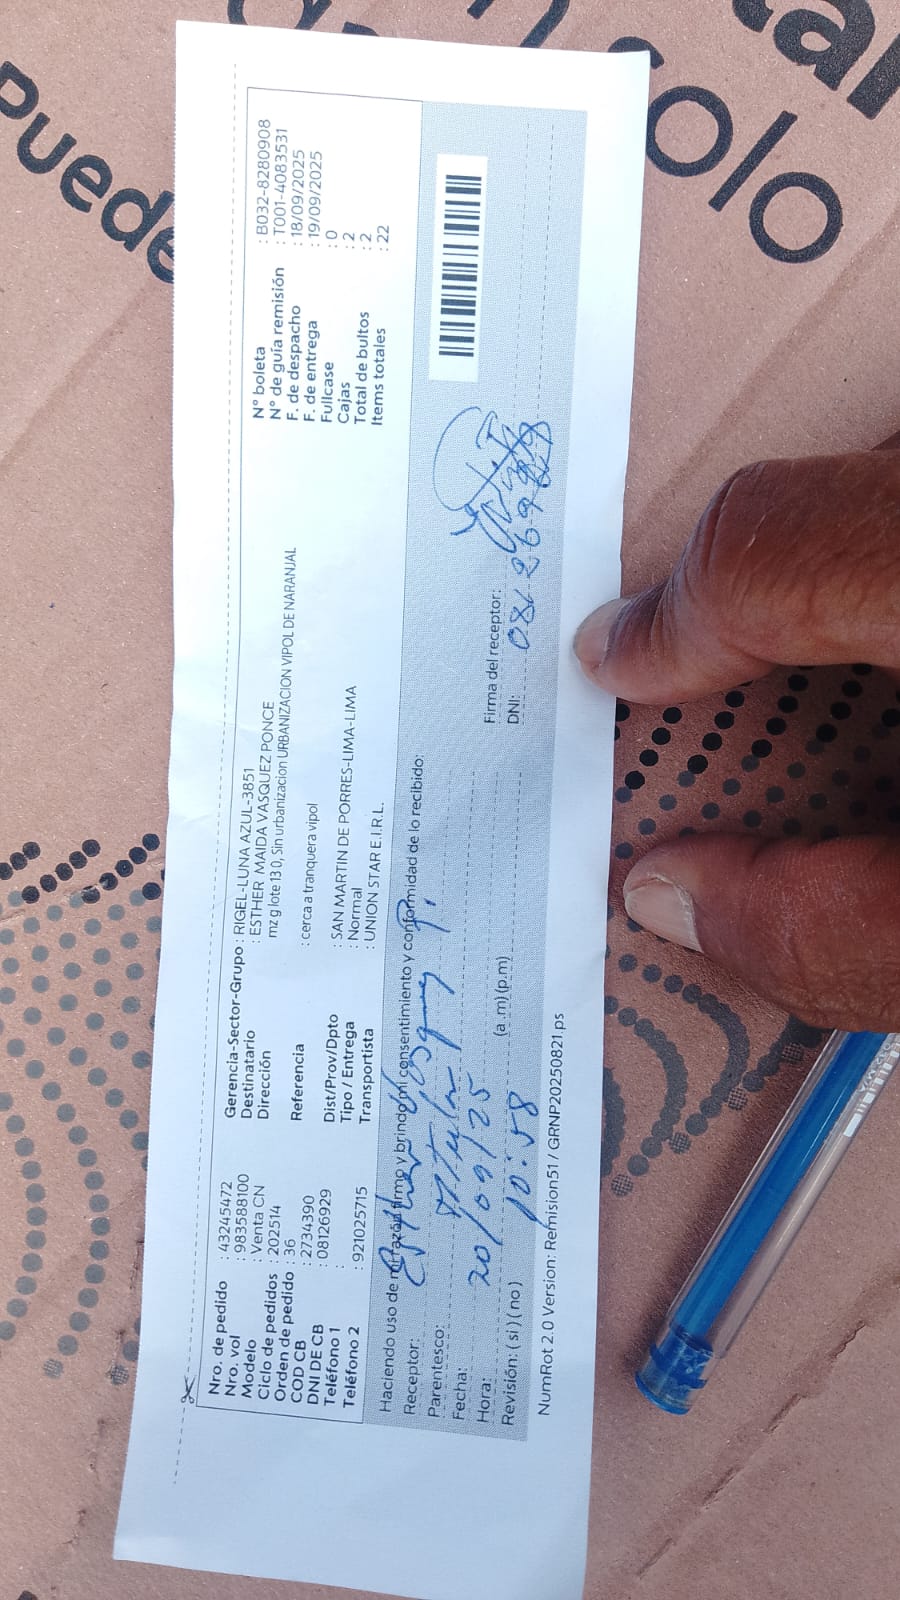 Puede
solo
Nro. de pedido : 43245472
Nro. vol : 983588100
Modelo : Venta CN
Ciclo de pedidos : 202514
Orden de pedido : 36
COD CB : 2734390
DNI DE CB : 08126929
Teléfono 1 :
Teléfono 2 : 921025715
Gerencia-Sector-Grupo : RIGEL-LUNA AZUL-3851
Destinatario : ESTHER MAIDA VASQUEZ PONCE
Dirección mz g lote 13 0, Sin urbanizacion URBANIZACION VIPOL DE NARANJAL
Referencia : cerca a tranquera vipol
Dist/Prov/Dpto : SAN MARTIN DE PORRES-LIMA-LIMA
Tipo / Entrega : Normal
Transportista : UNION STAR E.I.R.L.
N° boleta : B032-8280908
N° de guía remisión : T001-4083531
F. de despacho : 18/09/2025
F. de entrega : 19/09/2025
Fullcase : 0
Cajas : 2
Total de bultos : 2
Items totales : 22
Haciendo uso de mi razón firmo y brindo mi consentimiento y conformidad de lo recibido:
Receptor: Esther Vasquez P.
Parentesco: Titular
Fecha: 20/09/25
Hora: 10:58 (a.m)(p.m)
Revisión: ( si ) ( no )
Firma del receptor:
DNI: 08126929
NumRot 2.0 Version: Remision51 / GRNP20250821.ps